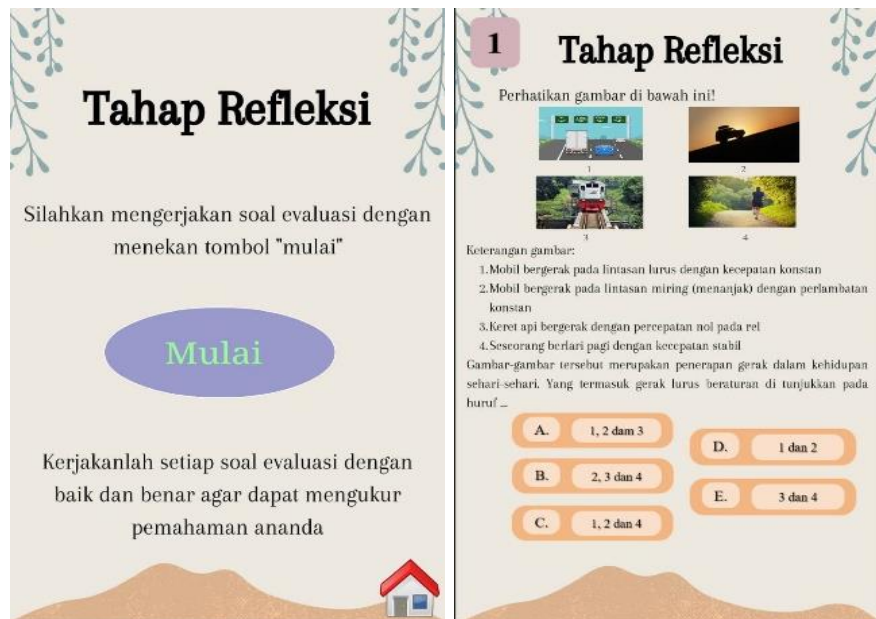 Tahap Refleksi
Silahkan mengerjakan soal evaluasi dengan
menekan tombol "mulai"
Mulai
Kerjakanlah setiap soal evaluasi dengan
baik dan benar agar dapat mengukur
pemahaman ananda
1
Tahap Refleksi
Perhatikan gambar di bawah ini!
1
2
3
4
Keterangan gambar:
1.Mobil bergerak pada lintasan lurus dengan kecepatan konstan
2.Mobil bergerak pada lintasan miring (menanjak) dengan perlambatan
konstan
3.Keret api bergerak dengan percepatan nol pada rel
4.Seseorang berlari pagi dengan kecepatan stabil
Gambar-gambar tersebut merupakan penerapan gerak dalam kehidupan
sehari-sehari. Yang termasuk gerak lurus beraturan di tunjukkan pada
huruf ...
A. 1, 2 dam 3
B. 2, 3 dan 4
C. 1, 2 dan 4
D. 1 dan 2
E. 3 dan 4